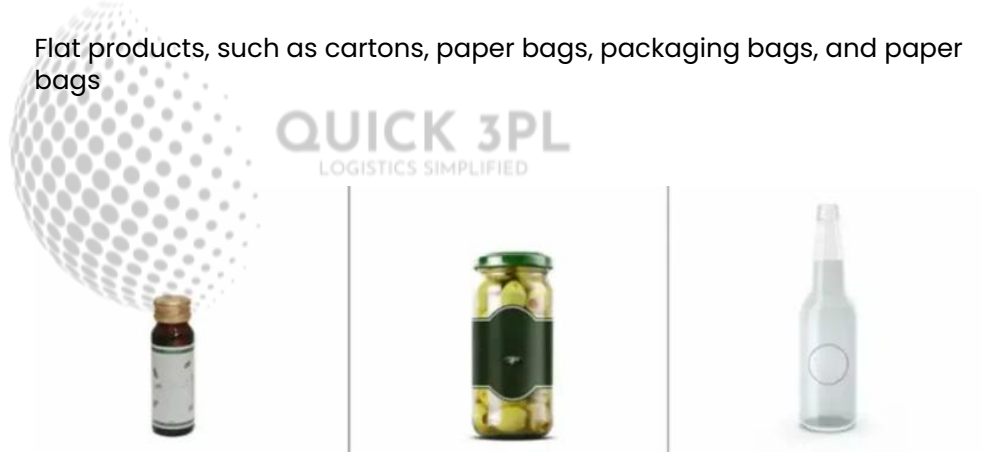 Flat products, such as cartons, paper bags, packaging bags, and paper
bags
QUICK 3PL
LOGISTICS SIMPLIFIED